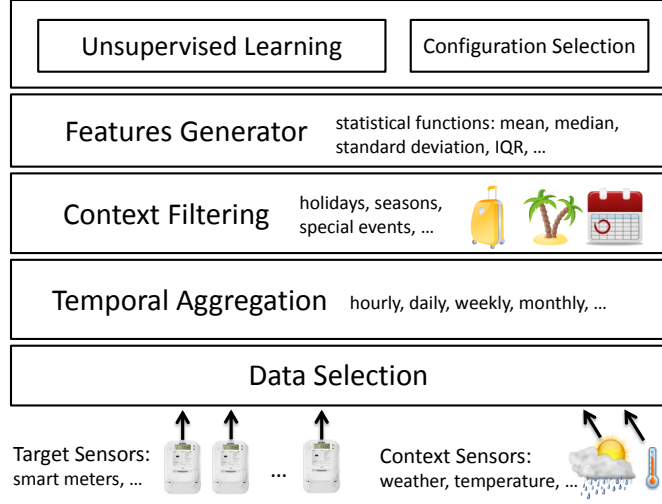 Unsupervised Learning
Configuration Selection
Features Generator
statistical functions: mean, median,
standard deviation, IQR, ...
Context Filtering
holidays, seasons,
special events, ...
Temporal Aggregation
hourly, daily, weekly, monthly, ...
Data Selection
Target Sensors:
smart meters, ...
...
Context Sensors:
weather, temperature, ...